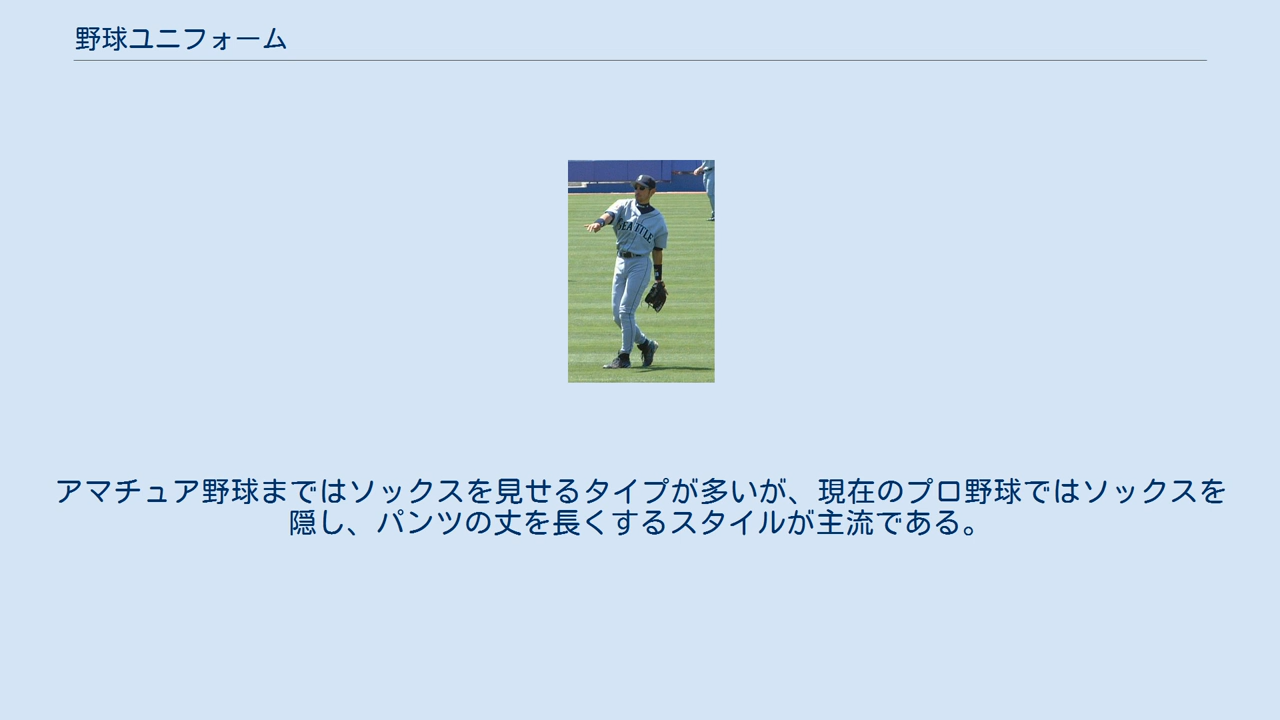 野球ユニフォーム
SEATTLE
アマチュア野球まではソックスを見せるタイプが多いが、現在のプロ野球ではソックスを
隠し、パンツの丈を長くするスタイルが主流である。